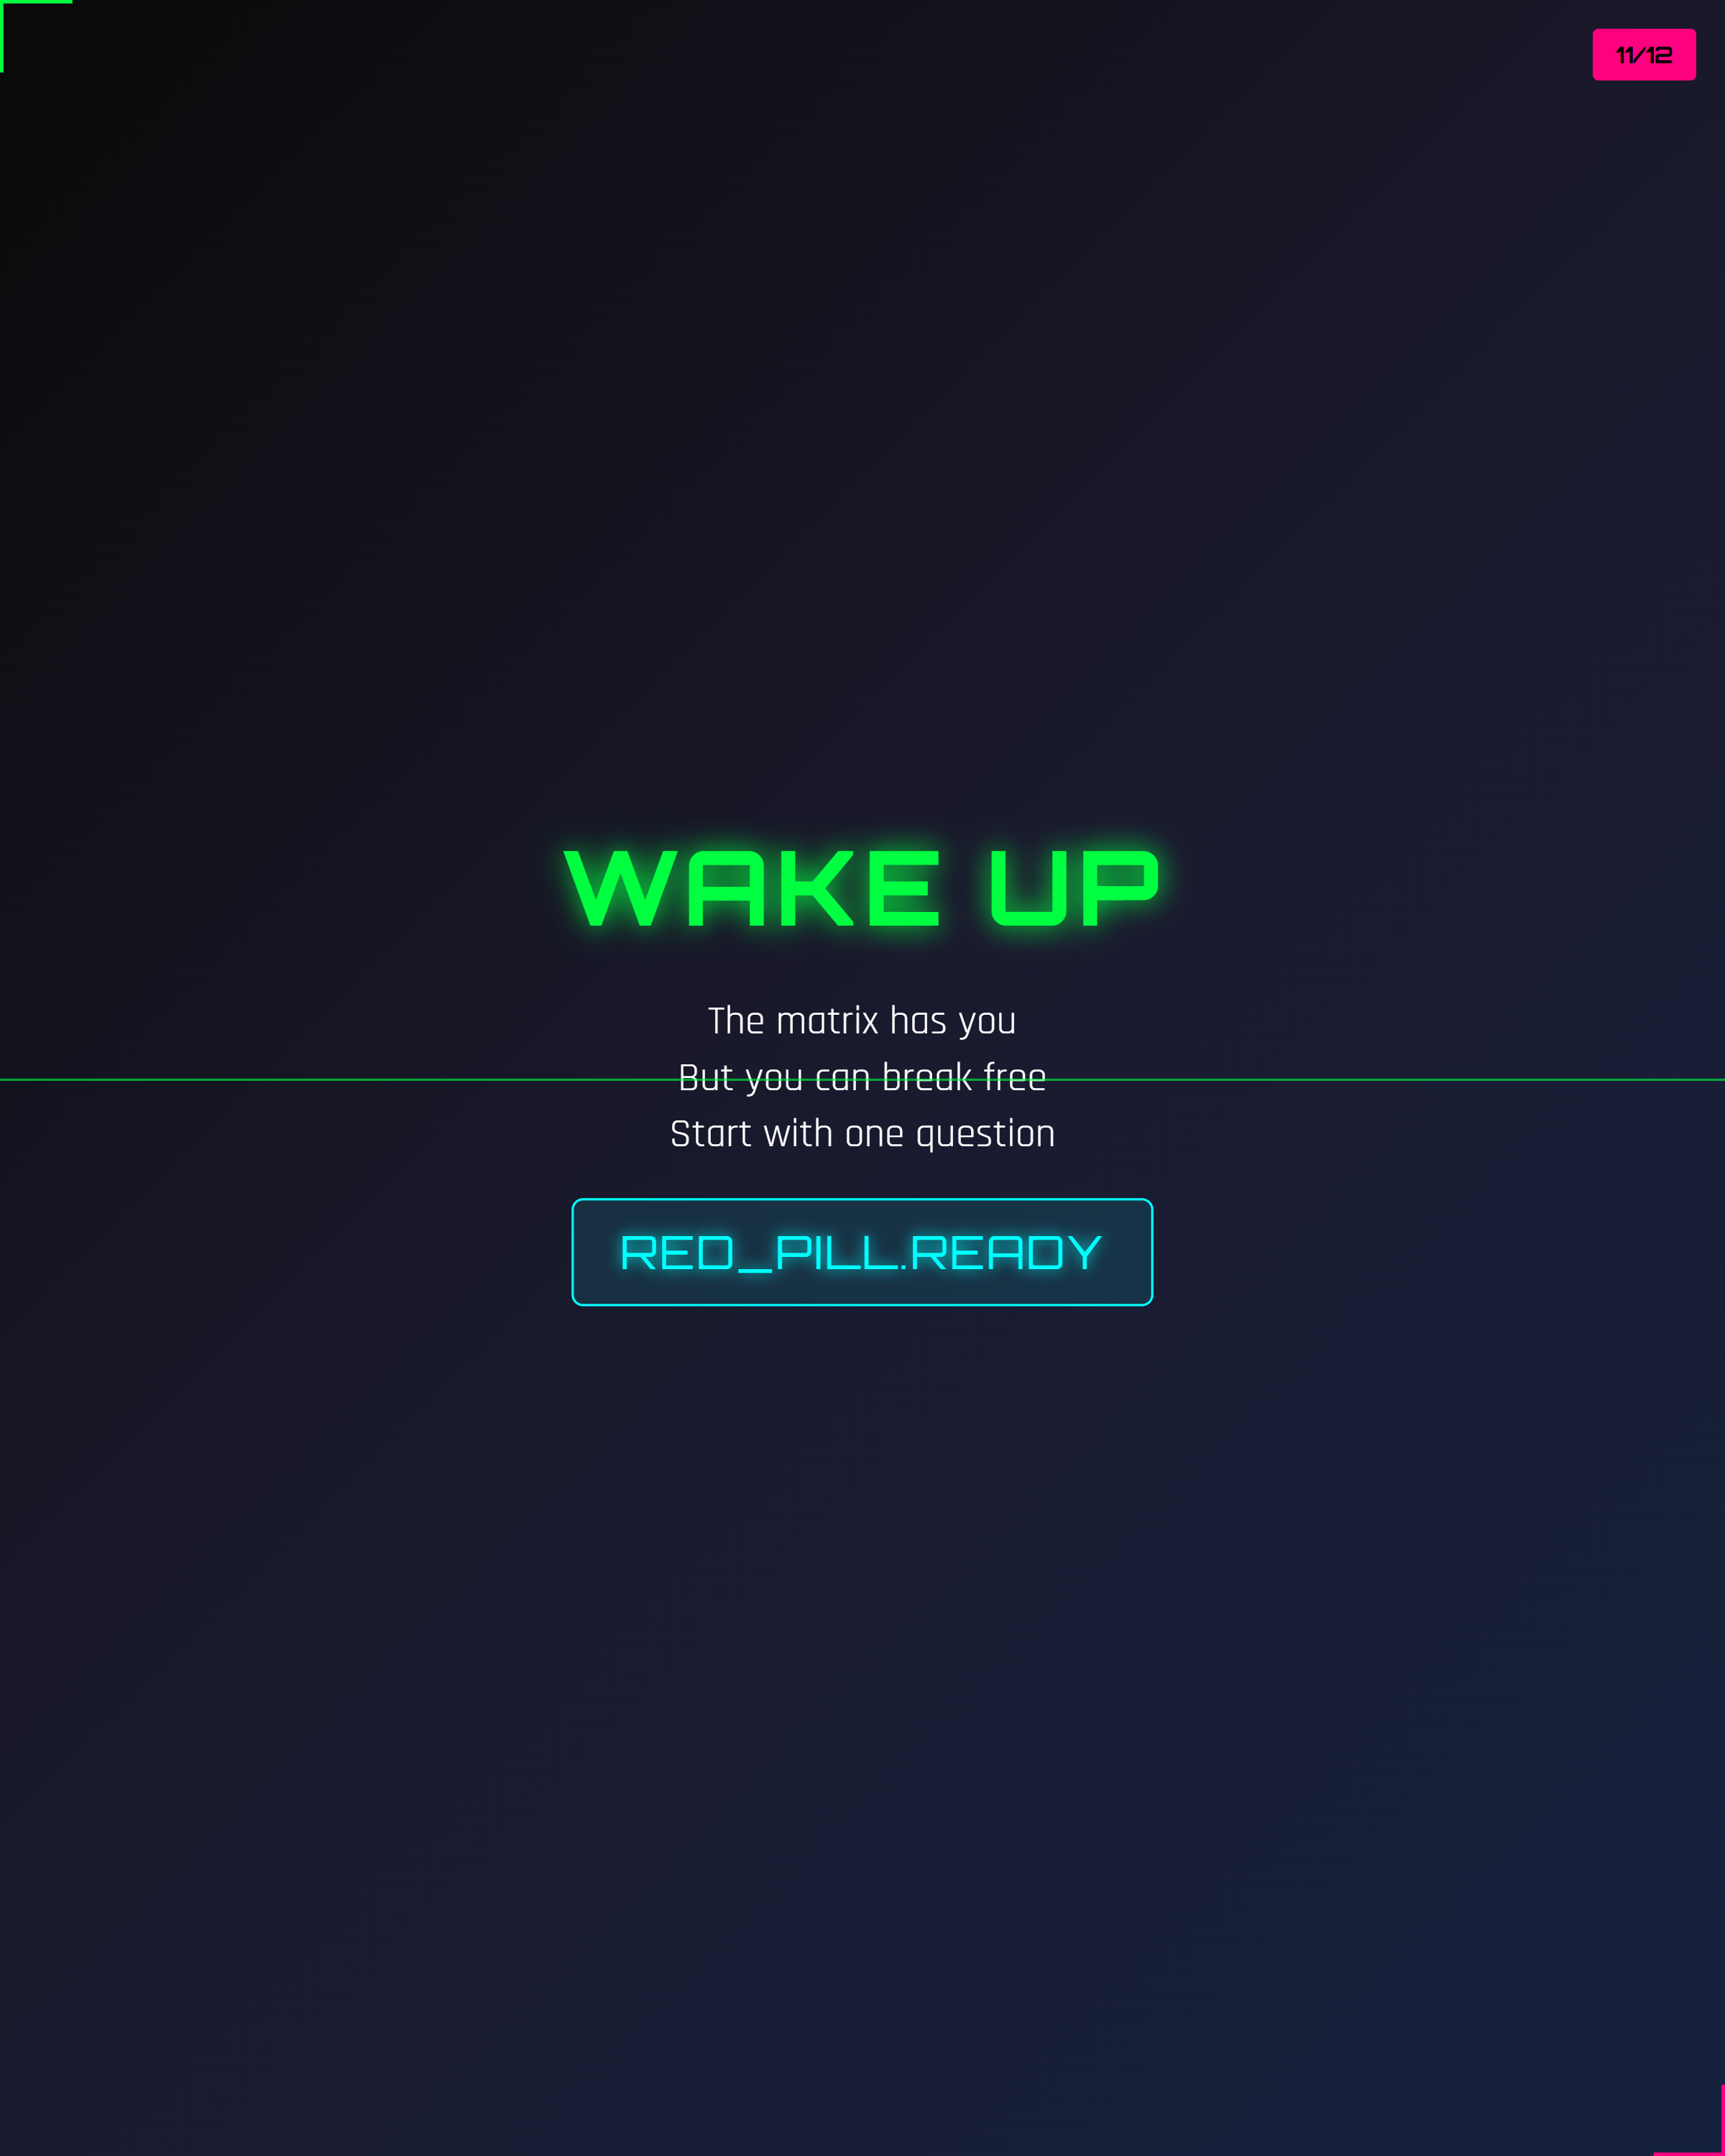 11/12
WAKE UP
The matrix has you
But you can break free
Start with one question
RED_PILL.READY